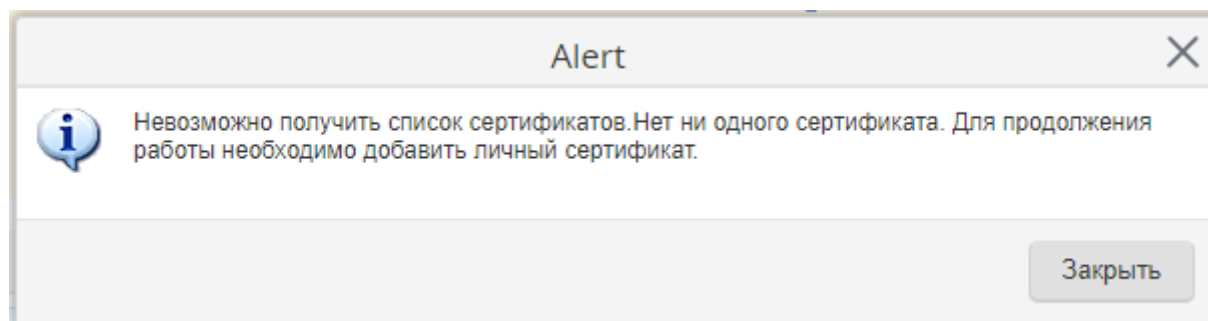 Alert
Невозможно получить список сертификатов.Нет ни одного сертификата. Для продолжения
работы необходимо добавить личный сертификат.
Закрыть